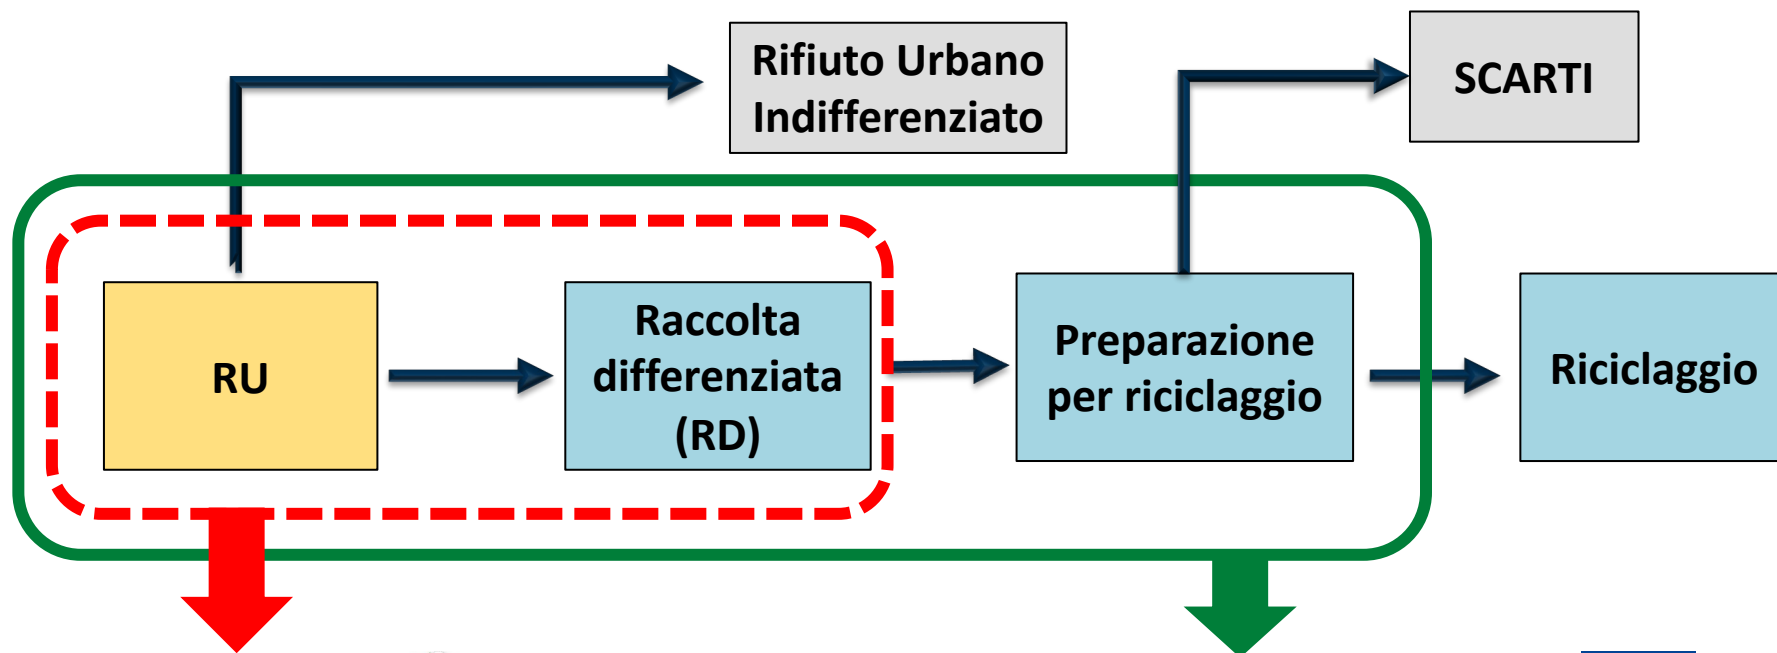 Rifiuto Urbano
Indifferenziato
SCARTI
RU
Raccolta
differenziata
(RD)
Preparazione
per riciclaggio
Riciclaggio